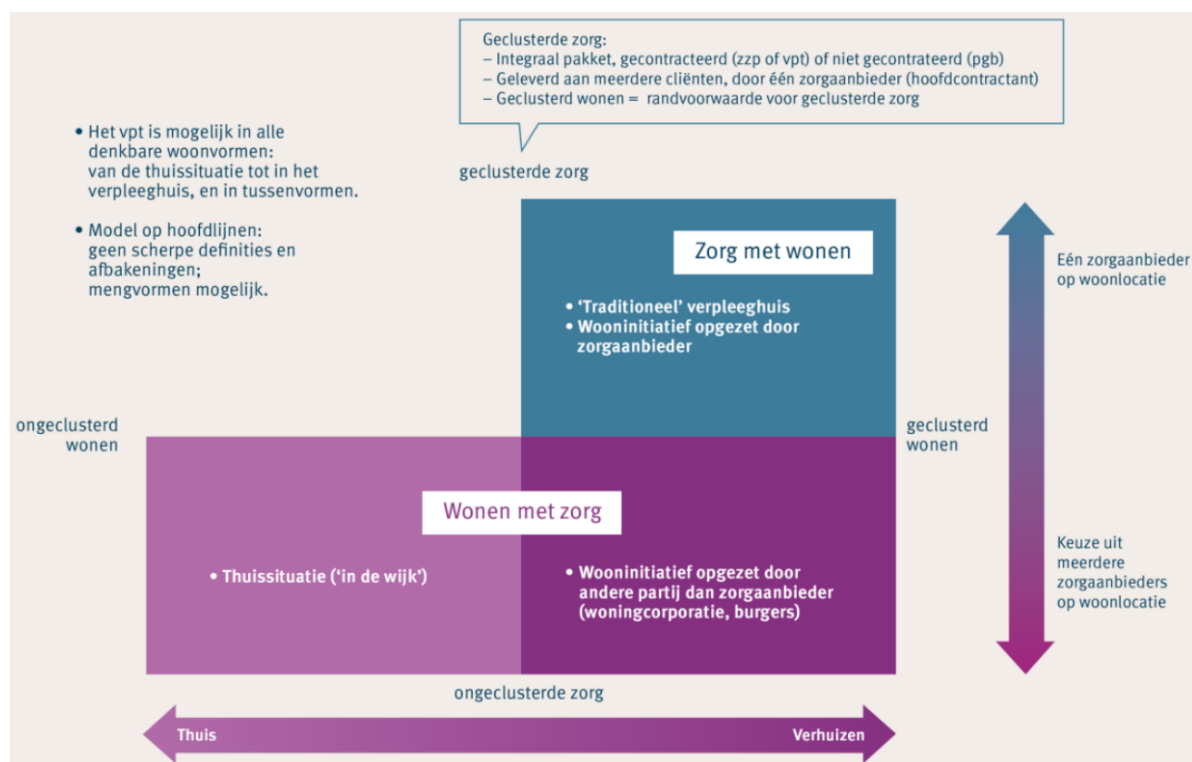 Geclusterde zorg:
– Integraal pakket, gecontracteerd (zzp of vpt) of niet gecontrateerd (pgb)
– Geleverd aan meerdere cliënten, door één zorgaanbieder (hoofdcontractant)
– Geclusterd wonen = randvoorwaarde voor geclusterde zorg
• Het vpt is mogelijk in alle
denkbare woonvormen:
van de thuissituatie tot in het
verpleeghuis, en in tussenvormen.
• Model op hoofdlijnen:
geen scherpe definities en
afbakeningen;
mengvormen mogelijk.
geclusterde zorg
Zorg met wonen
• ‘Traditioneel’ verpleeghuis
• Wooninitiatief opgezet door
zorgaanbieder
Eén zorgaanbieder
op woonlocatie
ongeclusterd
wonen
geclusterd
wonen
Wonen met zorg
• Thuissituatie (‘in de wijk’)
• Wooninitiatief opgezet door
andere partij dan zorgaanbieder
(woningcorporatie, burgers)
Keuze uit
meerdere
zorgaanbieders
op woonlocatie
ongeclusterde zorg
Thuis
Verhuizen